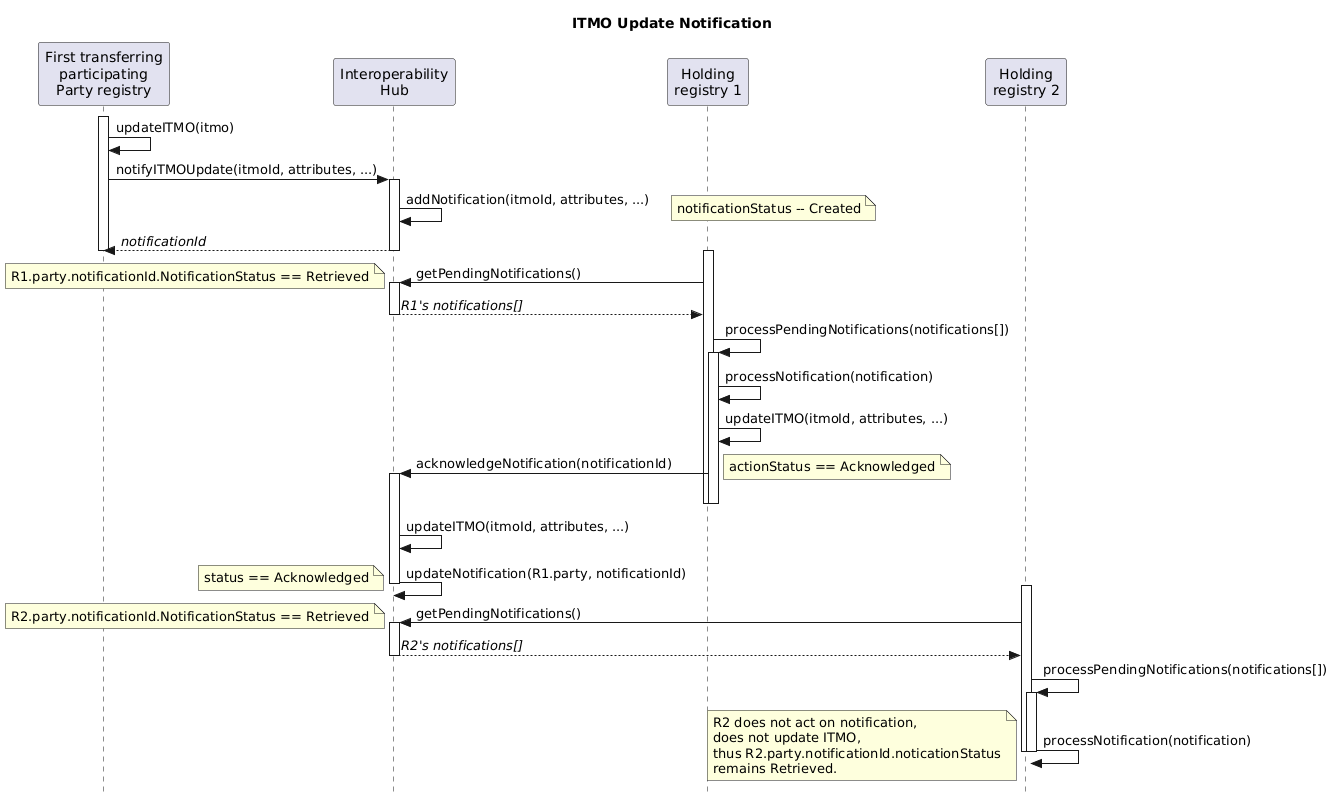 ITMO Update Notification
First transferring
participating
Party registry
Interoperability
Hub
Holding
registry 1
Holding
registry 2
updateITMO(itmo)
notifyITMOUpdate(itmoId, attributes, ...)
addNotification(itmoId, attributes, ...)
notificationStatus -- Created
notificationId
R1.party.notificationId.NotificationStatus == Retrieved
getPendingNotifications()
R1's notifications[]
processPendingNotifications(notifications[])
processNotification(notification)
updateITMO(itmoId, attributes, ...)
acknowledgeNotification(notificationId)
actionStatus == Acknowledged
updateITMO(itmoId, attributes, ...)
status == Acknowledged
updateNotification(R1.party, notificationId)
R2.party.notificationId.NotificationStatus == Retrieved
getPendingNotifications()
R2's notifications[]
processPendingNotifications(notifications[])
R2 does not act on notification,
does not update ITMO,
thus R2.party.notificationId.noticationStatus
remains Retrieved.
processNotification(notification)